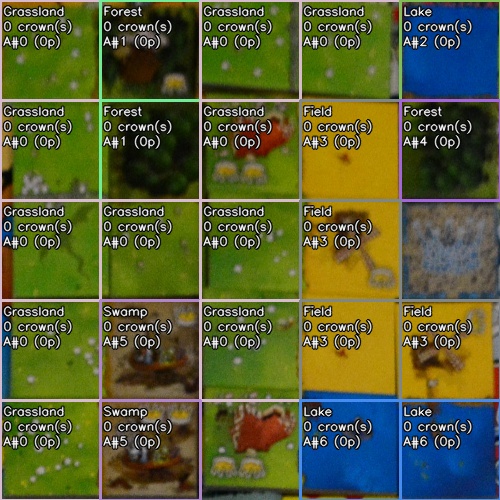 Grassland
0 crown(s)
A#0 (0p)
Forest
0 crown(s)
A#1 (0p)
Grassland
0 crown(s)
A#0 (0p)
Grassland
0 crown(s)
A#0 (0p)
Lake
0 crown(s)
A#2 (0p)
Grassland
0 crown(s)
A#0 (0p)
Forest
0 crown(s)
A#1 (0p)
Grassland
0 crown(s)
A#0 (0p)
Field
0 crown(s)
A#3 (0p)
Forest
0 crown(s)
A#4 (0p)
Grassland
0 crown(s)
A#0 (0p)
Grassland
0 crown(s)
A#0 (0p)
Grassland
0 crown(s)
A#0 (0p)
Field
0 crown(s)
A#3 (0p)
Grassland
0 crown(s)
A#0 (0p)
Swamp
0 crown(s)
A#5 (0p)
Grassland
0 crown(s)
A#0 (0p)
Field
0 crown(s)
A#3 (0p)
Field
0 crown(s)
A#3 (0p)
Grassland
0 crown(s)
A#0 (0p)
Swamp
0 crown(s)
A#5 (0p)
Lake
0 crown(s)
A#6 (0p)
Lake
0 crown(s)
A#6 (0p)